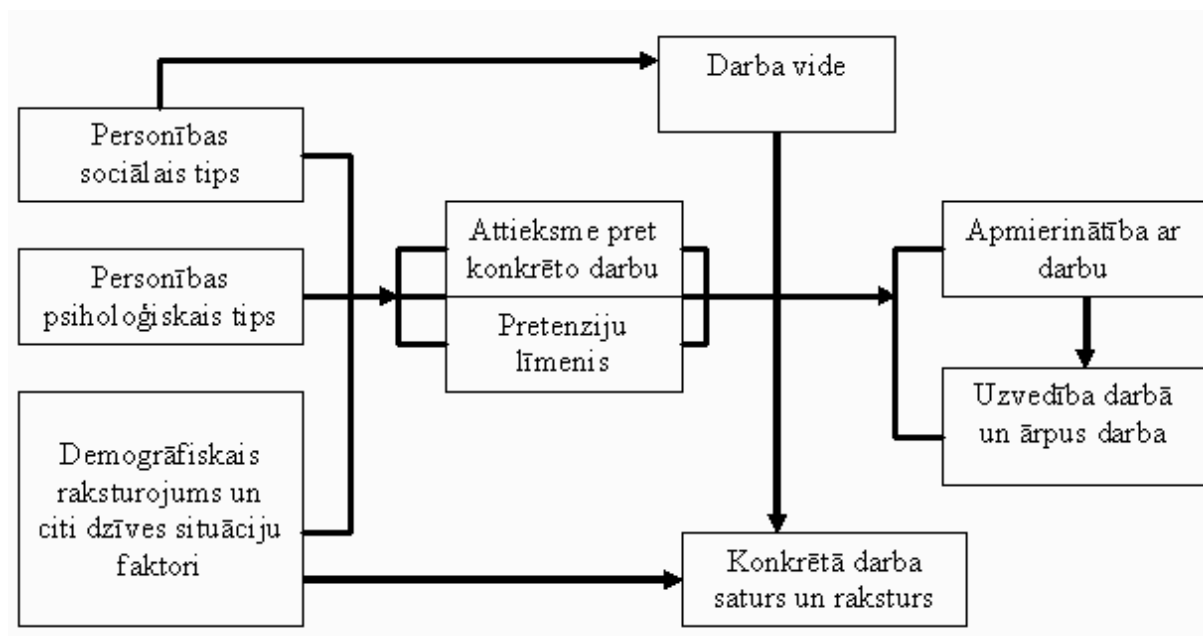 Darba vide
Personības
sociālais tips
Attieksme pret
konkrēto darbu
Apmierinātība ar
darbu
Personības
psiholoģiskais tips
Pretenziju
līmenis
Uzvedība darbā
un ārpus darba
Demogrāfiskais
raksturojums un
citi dzīves situāciju
faktori
Konkrētā darba
saturs un raksturs